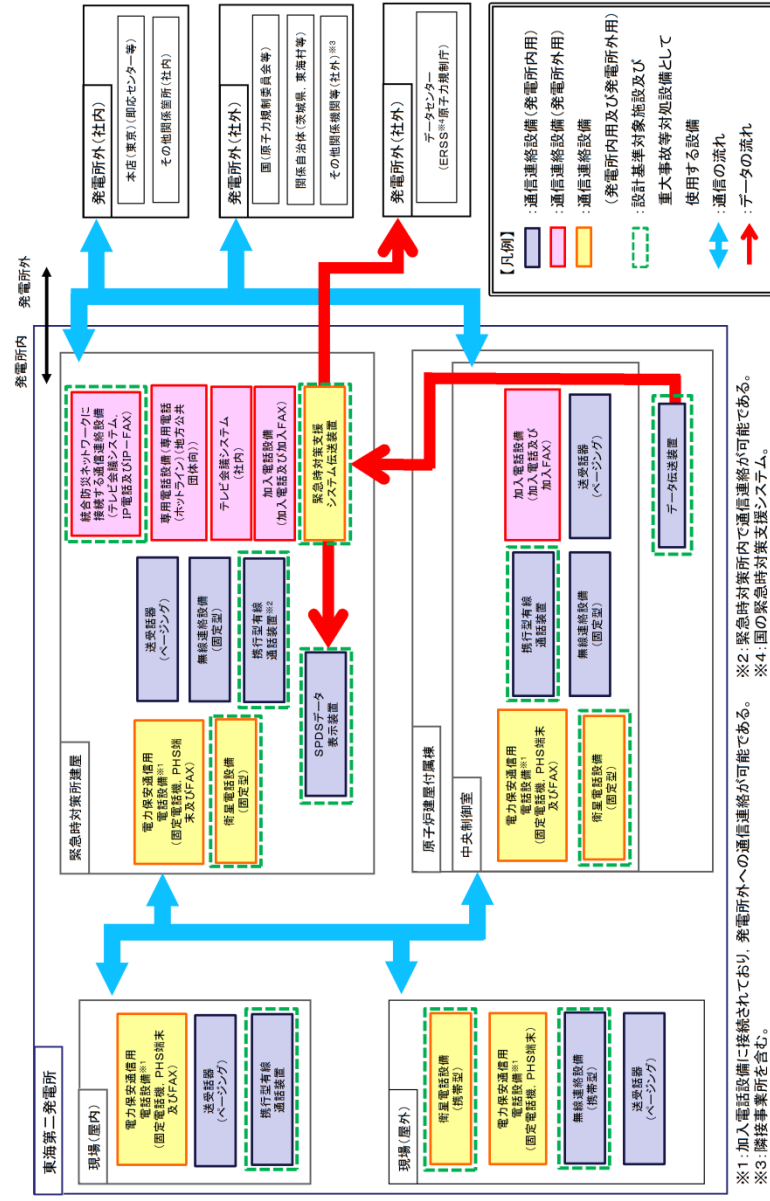 東海第二発電所
発電所内
発電所外
現場(屋内)
電力保安通信用
電話設備※1
(固定電話機、PHS端末
及びFAX)
送受話器
(ページング)
携行型有線
通話装置
現場(屋外)
衛星電話設備
(携帯型)
電力保安通信用
電話設備※1
(固定電話機、PHS端末)
無線連絡設備
(携帯型)
送受話器
(ページング)
緊急時対策所建屋
電力保安通信用
電話設備※1
(固定電話機、PHS端
末及びFAX)
衛星電話設備
(固定型)
送受話器
(ページング)
無線連絡設備
(固定型)
携行型有線
通話装置※2
SPDSデータ
表示装置
統合防災ネットワークに
接続する通信連絡設備
(テレビ会議システム、
IP電話及びIP-FAX)
専用電話設備(専用電話
(ホットライン)(地方公共
団体向))
テレビ会議システム
(社内)
加入電話設備
(加入電話及び加入FAX)
緊急時対策支援
システム伝送装置
原子炉建屋付属棟
中央制御室
電力保安通信用
電話設備※1
(固定電話機、PHS端末
及びFAX)
衛星電話設備
(固定型)
携行型有線
通話装置
無線連絡設備
(固定型)
加入電話設備
(加入電話及び
加入FAX)
送受話器
(ページング)
データ伝送装置
発電所外(社内)
本店(東京)(即応センター等)
その他関係箇所(社内)
発電所外(社外)
国(原子力規制委員会等)
関係自治体(茨城県、東海村等)
その他関係機関等(社外)※3
発電所外(社外)
データセンター
(ERSS※4原子力規制庁)
【凡例】
:通信連絡設備(発電所内用)
:通信連絡設備(発電所外用)
:通信連絡設備
(発電所内用及び発電所外用)
:設計基準対象施設及び
重大事故等対処設備として
使用する設備
:通信の流れ
:データの流れ
※1:加入電話設備に接続されており、発電所外への通信連絡が可能である。
※2:緊急時対策所内で通信連絡が可能である。
※3:隣接事業所を含む。
※4:国の緊急時対策支援システム。